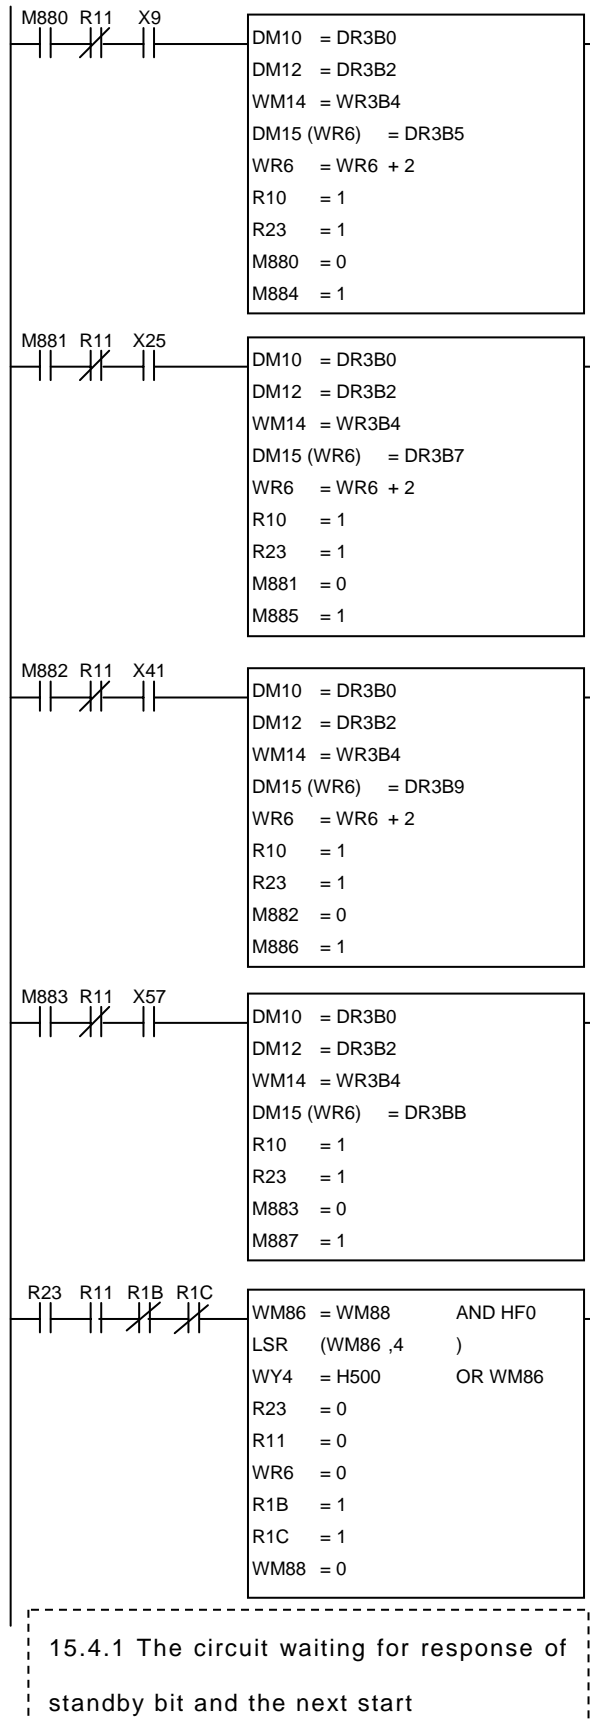 M880 R11 X9
DM10 = DR3B0
DM12 = DR3B2
WM14 = WR3B4
DM15 (WR6) = DR3B5
WR6 = WR6 + 2
R10 = 1
R23 = 1
M880 = 0
M884 = 1
M881 R11 X25
DM10 = DR3B0
DM12 = DR3B2
WM14 = WR3B4
DM15 (WR6) = DR3B7
WR6 = WR6 + 2
R10 = 1
R23 = 1
M881 = 0
M885 = 1
M882 R11 X41
DM10 = DR3B0
DM12 = DR3B2
WM14 = WR3B4
DM15 (WR6) = DR3B9
WR6 = WR6 + 2
R10 = 1
R23 = 1
M882 = 0
M886 = 1
M883 R11 X57
DM10 = DR3B0
DM12 = DR3B2
WM14 = WR3B4
DM15 (WR6) = DR3BB
R10 = 1
R23 = 1
M883 = 0
M887 = 1
R23 R11 R1B R1C
WM86 = WM88 AND HF0
LSR (WM86 ,4 )
WY4 = H500 OR WM86
R23 = 0
R11 = 0
WR6 = 0
R1B = 1
R1C = 1
WM88 = 0
15.4.1 The circuit waiting for response of
standby bit and the next start